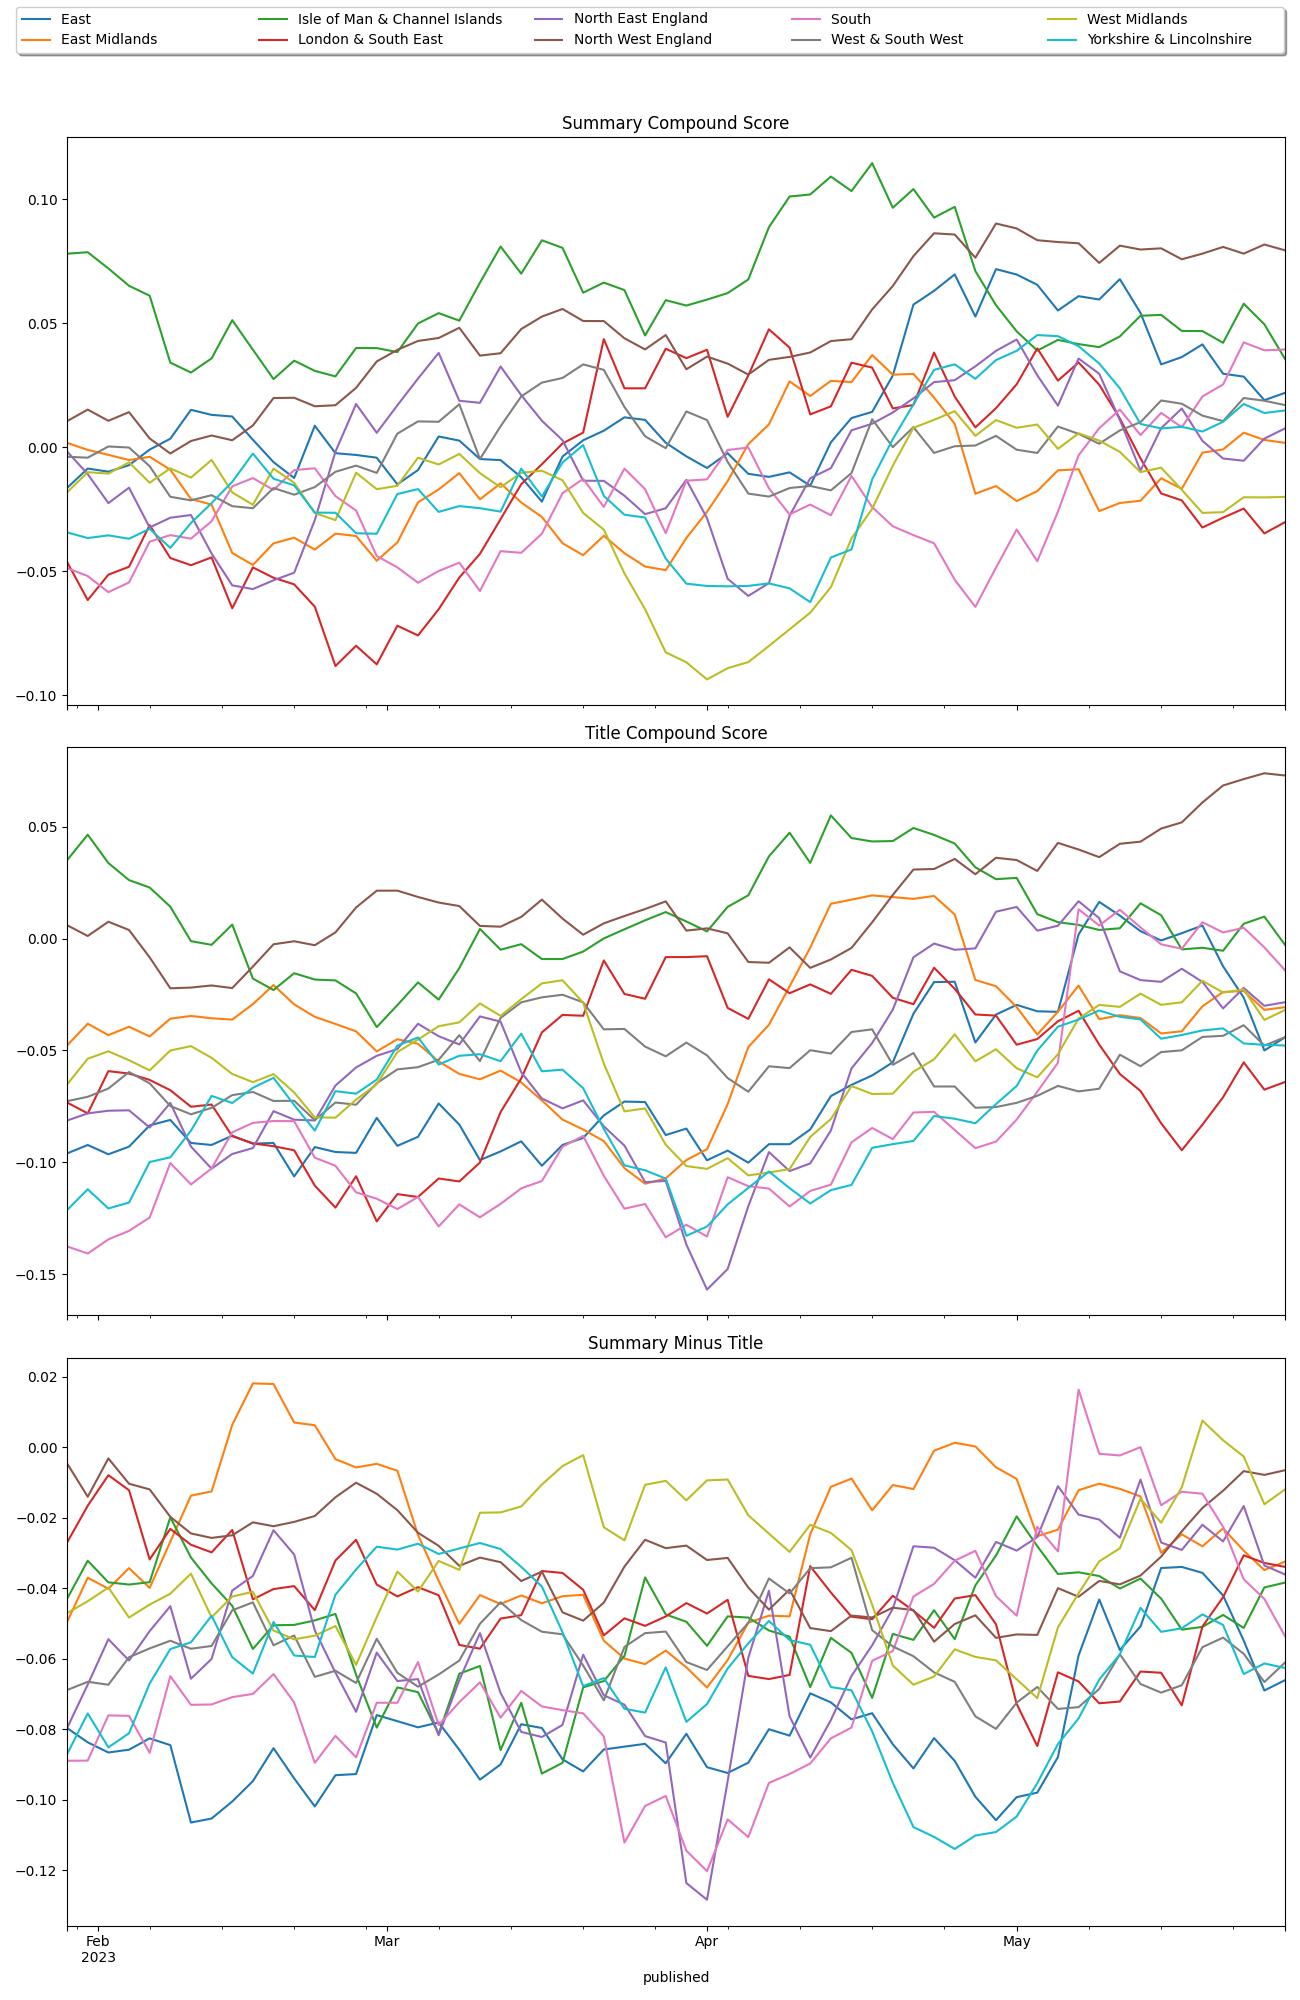 East
East Midlands
Isle of Man & Channel Islands
London & South East
North East England
North West England
South
West & South West
West Midlands
Yorkshire & Lincolnshire
Summary Compound Score
0.10
0.05
0.00
−0.05
−0.10
Title Compound Score
0.05
0.00
−0.05
−0.10
−0.15
Summary Minus Title
0.02
0.00
−0.02
−0.04
−0.06
−0.08
−0.10
−0.12
Feb
2023
Mar
Apr
May
published